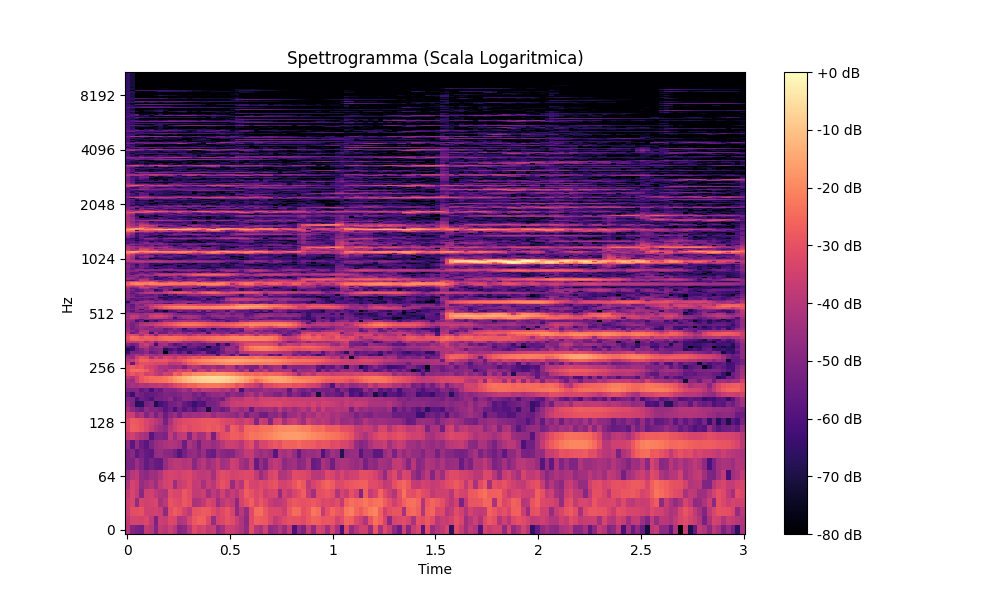 Spettrogramma (Scala Logaritmica)
Hz
8192
4096
2048
1024
512
256
128
64
0
0 0.5 1 1.5 2 2.5 3
Time
+0 dB
-10 dB
-20 dB
-30 dB
-40 dB
-50 dB
-60 dB
-70 dB
-80 dB